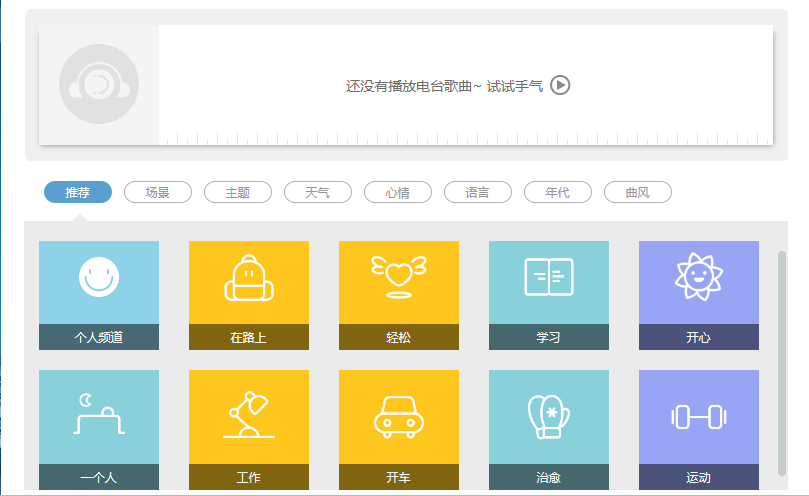 还没有播放电台歌曲~ 试试手气
推荐 场景 主题 天气 心情 语言 年代 曲风
个人频道 在路上 轻松 学习 开心
一个人 工作 开车 治愈 运动